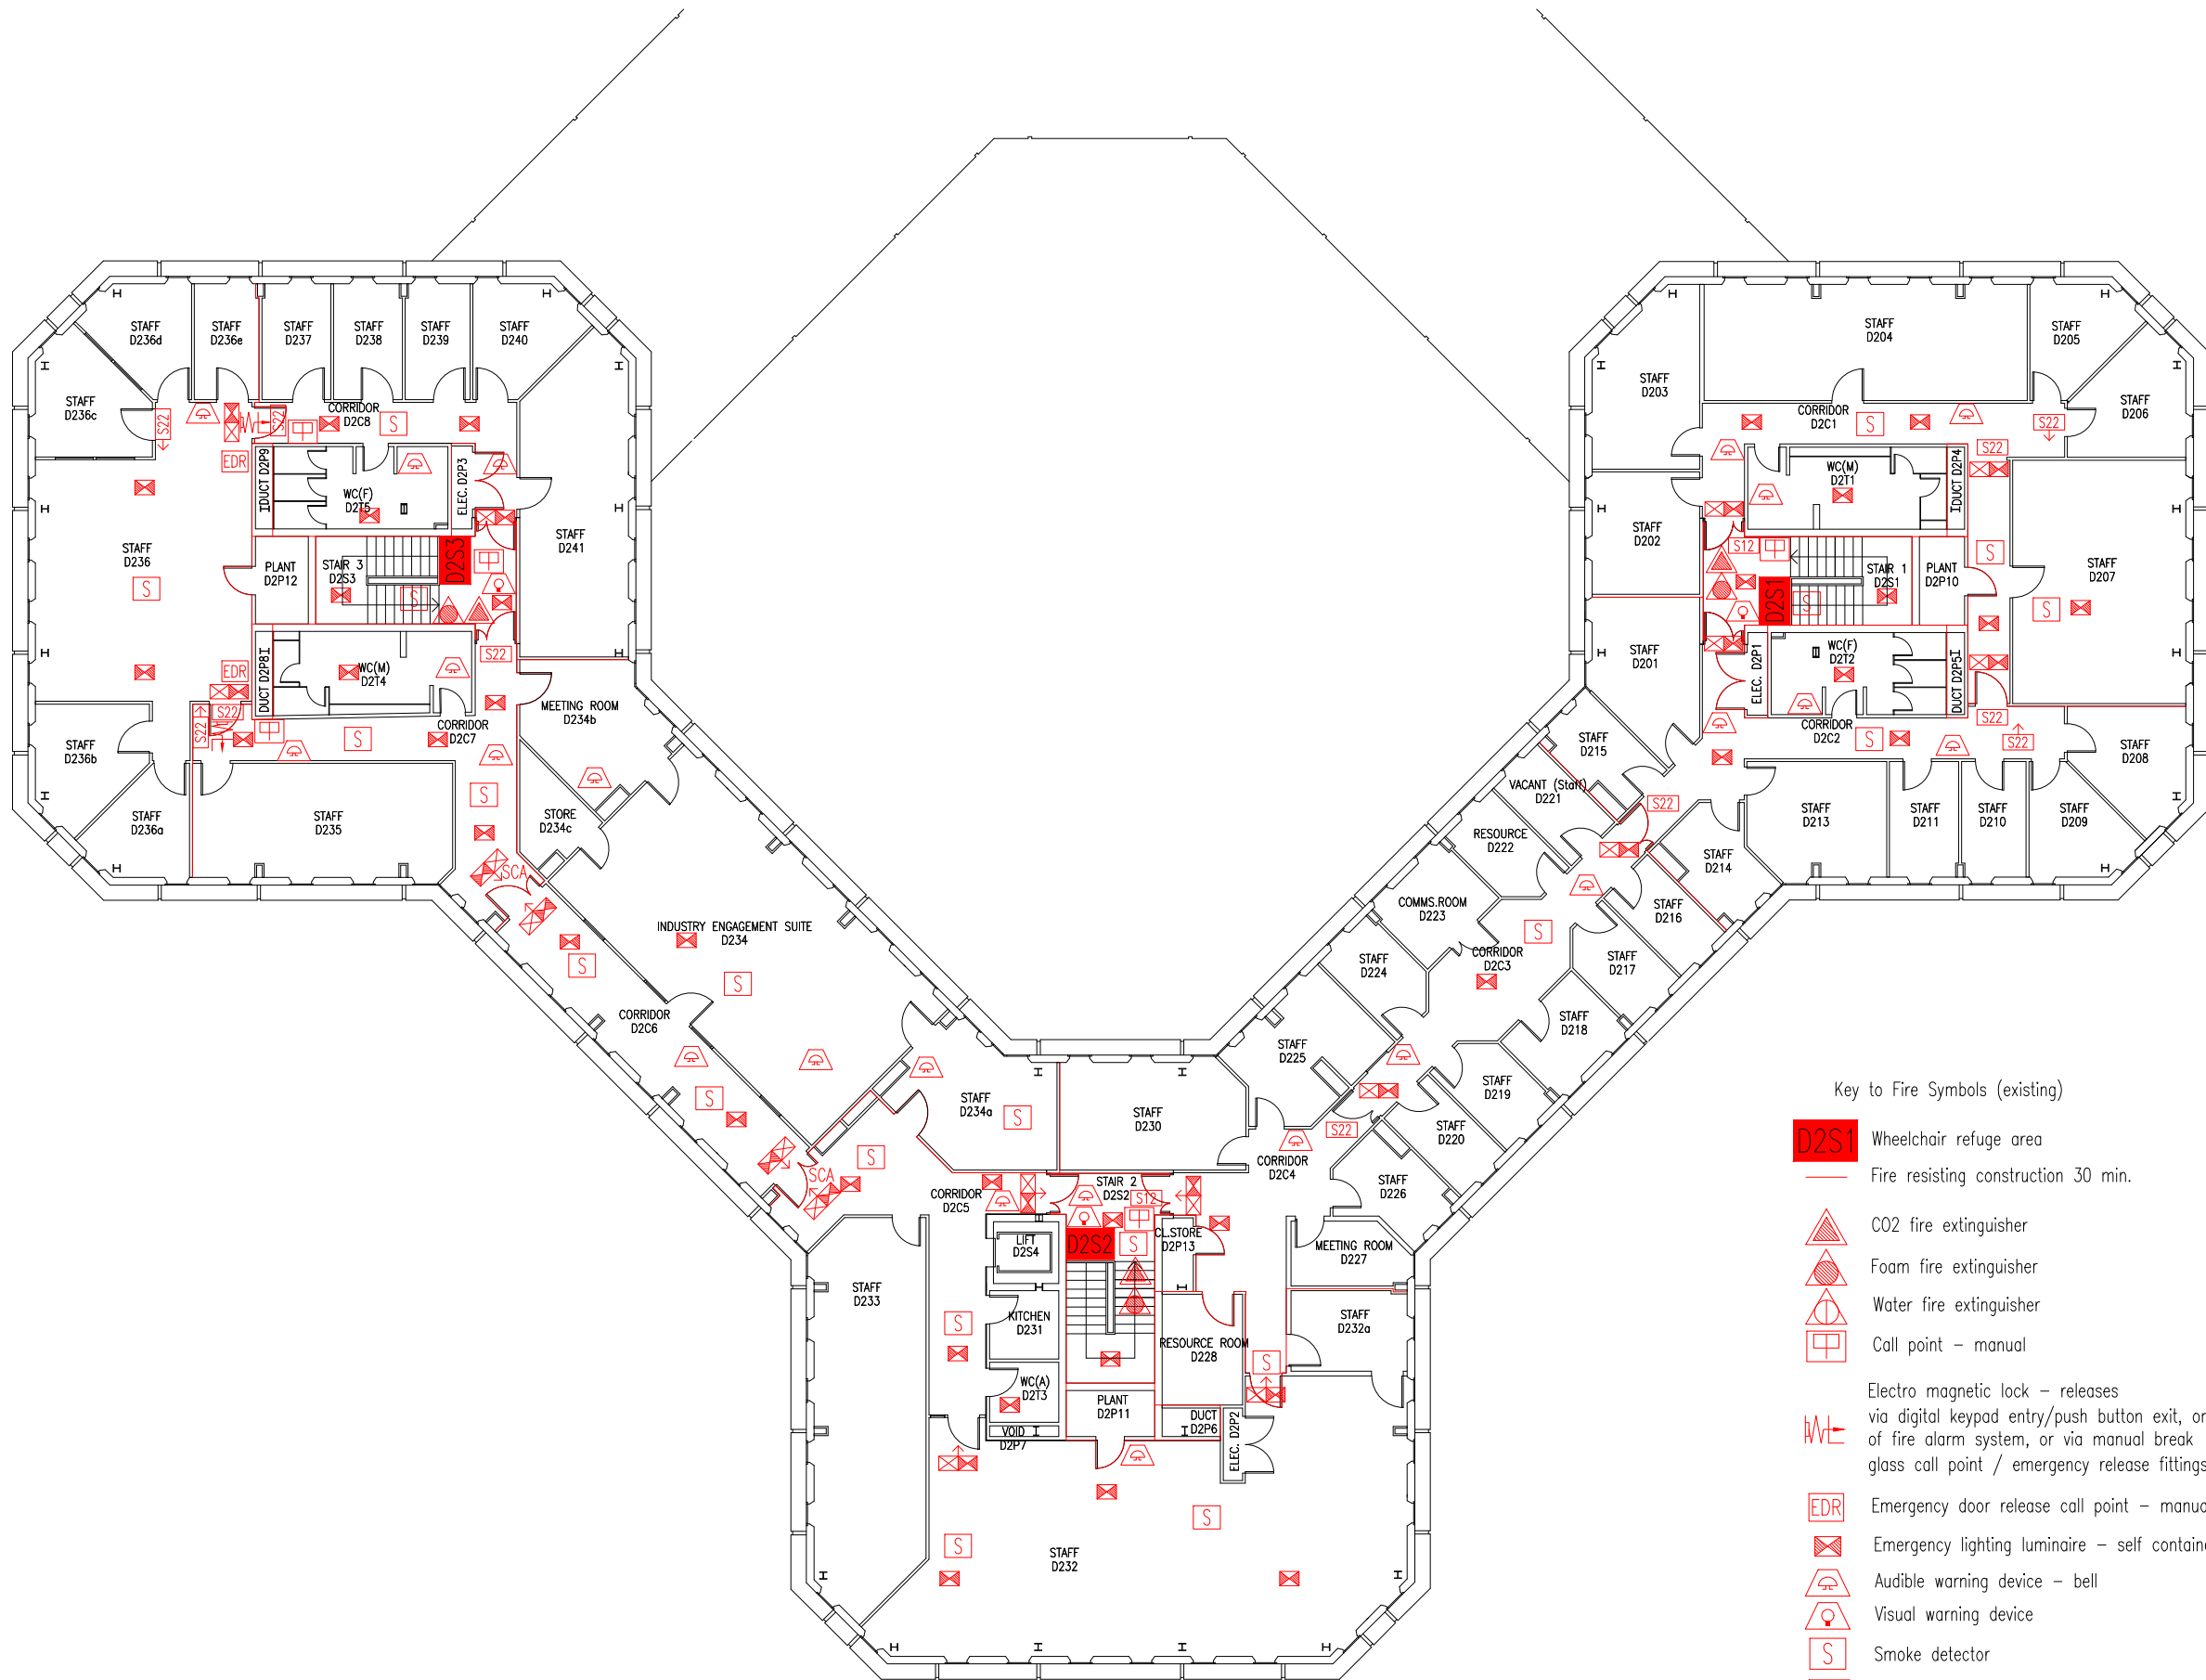 STAFF
D236d
STAFF
D236e
STAFF
D237
STAFF
D238
STAFF
D239
STAFF
D240
STAFF
D236c
S22
S22
CORRIDOR
D2C8
S
EDR
DUCT D2P9
WC(F)
D2T5
ELEC. D2P3
STAFF
D241
STAFF
D236
S
PLANT
D2P12
STAIR 3
D2S3
S
D2S3
S22
EDR
DUCT D2P8
WC(M)
D2T4
S22
S22
CORRIDOR
D2C7
S
S
STAFF
D236b
STAFF
D236a
STAFF
D235
MEETING ROOM
D234b
STORE
D234c
SCA
INDUSTRY ENGAGEMENT SUITE
D234
S
S
CORRIDOR
D2C6
S
SCA
S
STAFF
D234a
S
STAFF
D230
CORRIDOR
D2C5
STAIR 2
D2S2
S12
D2S2
S
LIFT
D2S4
CL.STORE
D2P13
KITCHEN
D231
WC(A)
D2T3
VOID
D2P7
PLANT
D2P11
RESOURCE ROOM
D228
DUCT
D2P6
ELEC. D2P2
S
STAFF
D233
S
S
S
STAFF
D232
STAFF
D232a
MEETING ROOM
D227
STAFF
D226
CORRIDOR
D2C4
S22
STAFF
D225
STAFF
D224
COMMS.ROOM
D223
RESOURCE
D222
VACANT (Staff)
D221
STAFF
D215
CORRIDOR
D2C3
S
STAFF
D220
STAFF
D219
STAFF
D218
STAFF
D217
STAFF
D216
STAFF
D214
S22
STAFF
D203
STAFF
D204
STAFF
D205
STAFF
D206
CORRIDOR
D2C1
S
S22
S22
WC(M)
D2T1
DUCT D2P4
STAFF
D202
S12
STAIR 1
D2S1
D2S1
S
PLANT
D2P10
S
STAFF
D207
S
STAFF
D201
ELEC. D2P1
WC(F)
D2T2
DUCT D2P5
CORRIDOR
D2C2
S
S22
S22
STAFF
D208
STAFF
D213
STAFF
D211
STAFF
D210
STAFF
D209
Key to Fire Symbols (existing)
D2S1 Wheelchair refuge area
Fire resisting construction 30 min.
CO2 fire extinguisher
Foam fire extinguisher
Water fire extinguisher
Call point – manual
Electro magnetic lock – releases
via digital keypad entry/push button exit, or
of fire alarm system, or via manual break
glass call point / emergency release fittings
EDR Emergency door release call point – manua
Emergency lighting luminaire – self containe
Audible warning device – bell
Visual warning device
S Smoke detector